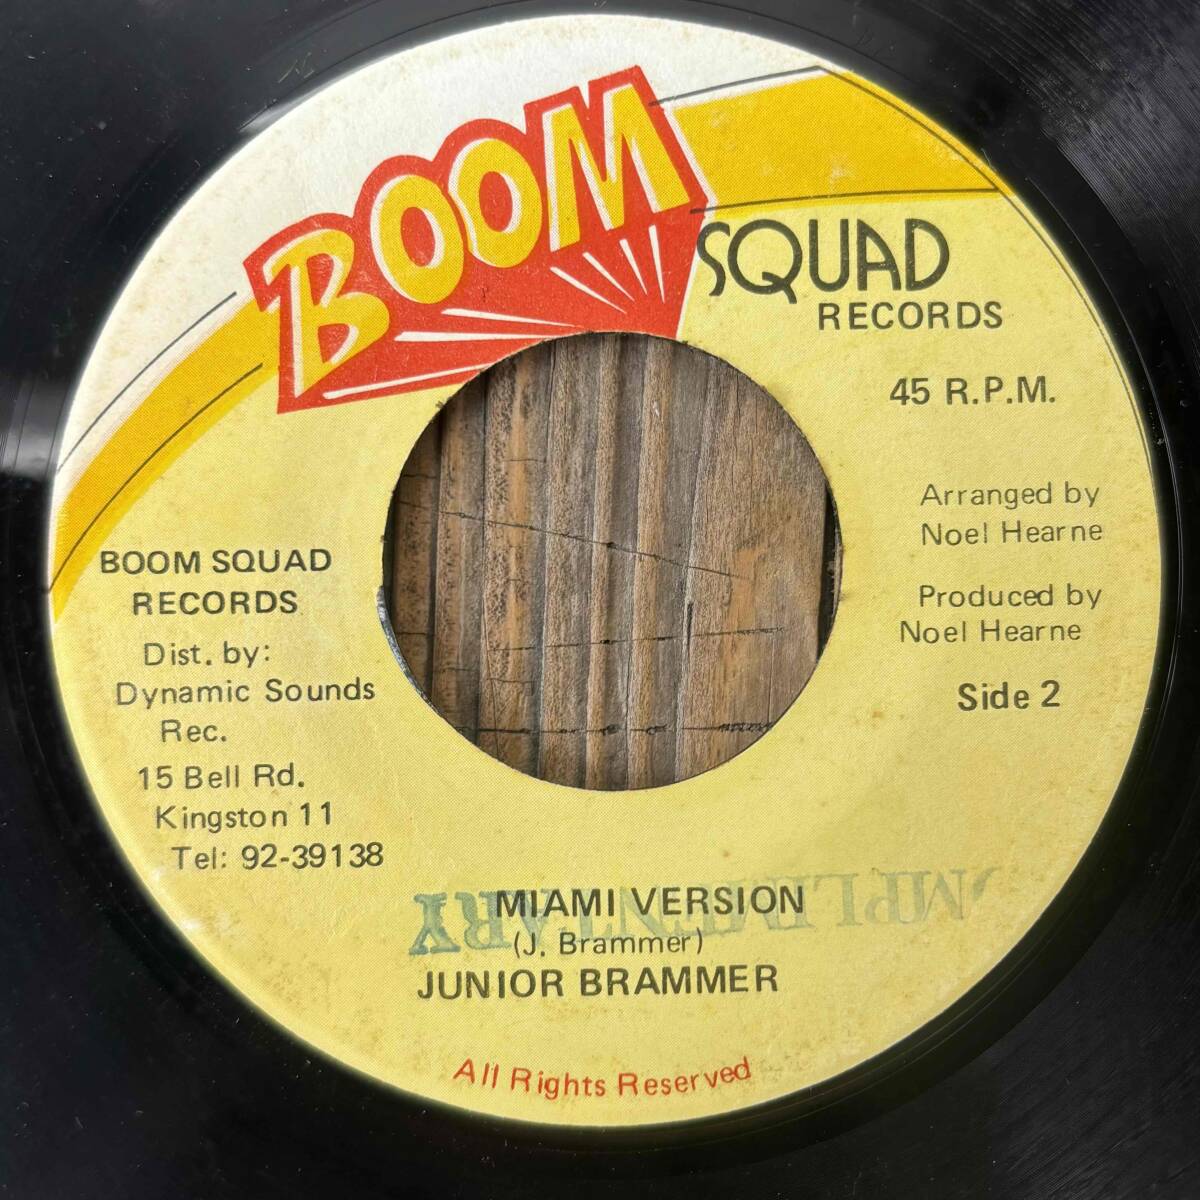 BOOM
SQUAD
RECORDS
45 R.P.M.
Arranged by
Noel Hearne
Produced by
Noel Hearne
Side 2
BOOM SQUAD
RECORDS
Dist. by:
Dynamic Sounds
Rec.
15 Bell Rd.
Kingston 11
Tel: 92-39138
OMPLIMENTARY
MIAMI VERSION
(J. Brammer)
JUNIOR BRAMMER
All Rights Reserved